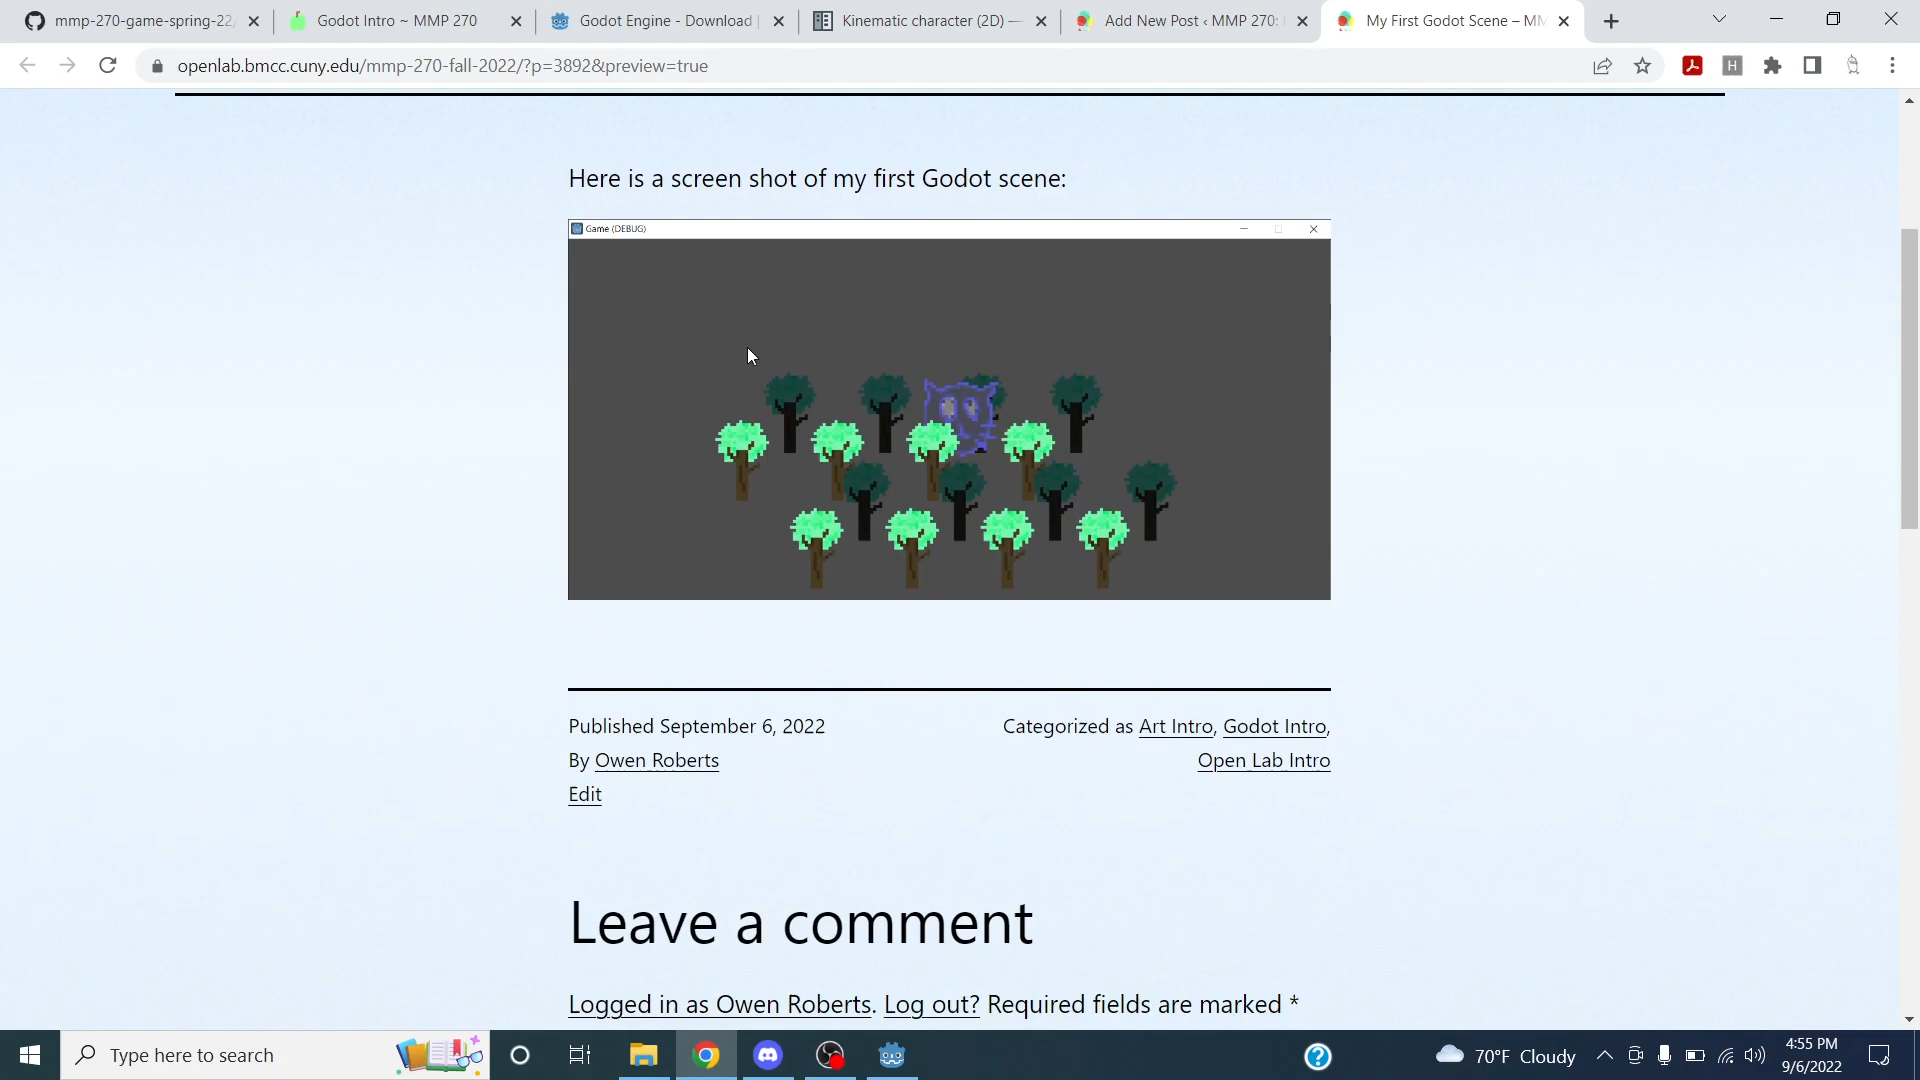 mmp-270-game-spring-22/
Godot Intro ~ MMP 270
Godot Engine - Download |
Kinematic character (2D) —
Add New Post ‹ MMP 270:
My First Godot Scene – MM
openlab.bmcc.cuny.edu/mmp-270-fall-2022/?p=3892&preview=true
H
Here is a screen shot of my first Godot scene:
Game (DEBUG)
Published September 6, 2022
Categorized as Art Intro, Godot Intro,
By Owen Roberts
Open Lab Intro
Edit
Leave a comment
Logged in as Owen Roberts. Log out? Required fields are marked *
Type here to search
?
70°F Cloudy
4:55 PM
9/6/2022